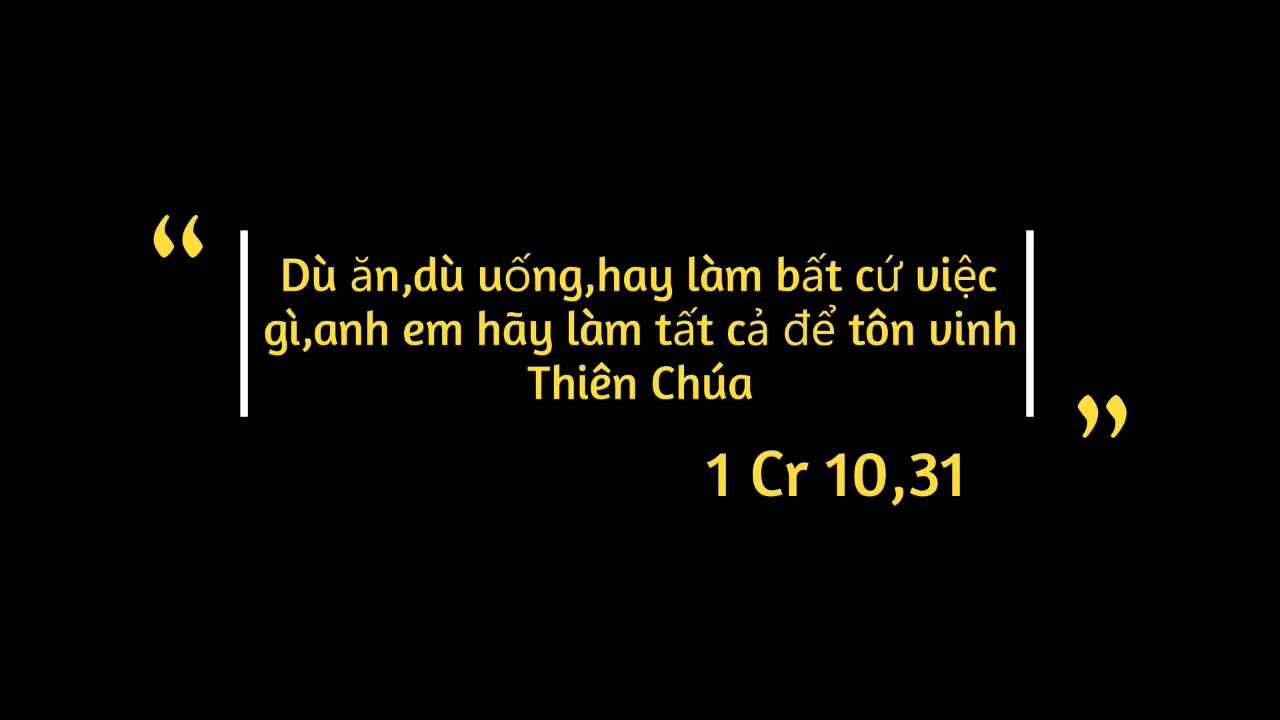 “
Dù ăn,dù uống,hay làm bất cứ việc
gì,anh em hãy làm tất cả để tôn vinh
Thiên Chúa
”
1 Cr 10,31